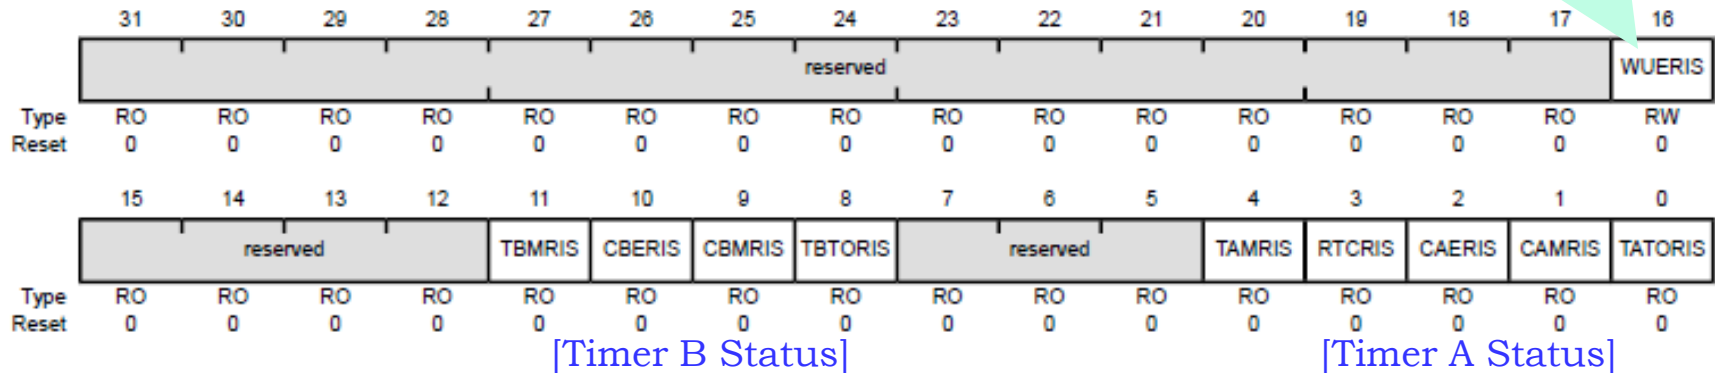 31 30 29 28 27 26 25 24 23 22 21 20 19 18 17 16
reserved WUERIS
Type RO RO RO RO RO RO RO RO RO RO RO RO RO RO RO RW
Reset 0 0 0 0 0 0 0 0 0 0 0 0 0 0 0 0
15 14 13 12 11 10 9 8 7 6 5 4 3 2 1 0
reserved TBMRIS CBERIS CBMRIS TBTORIS reserved TAMRIS RTCRIS CAERIS CAMRIS TATORIS
Type RO RO RO RO RO RO RO RO RO RO RO RO RO RO RO RO
Reset 0 0 0 0 0 0 0 0 0 0 0 0 0 0 0 0
[Timer B Status] [Timer A Status]